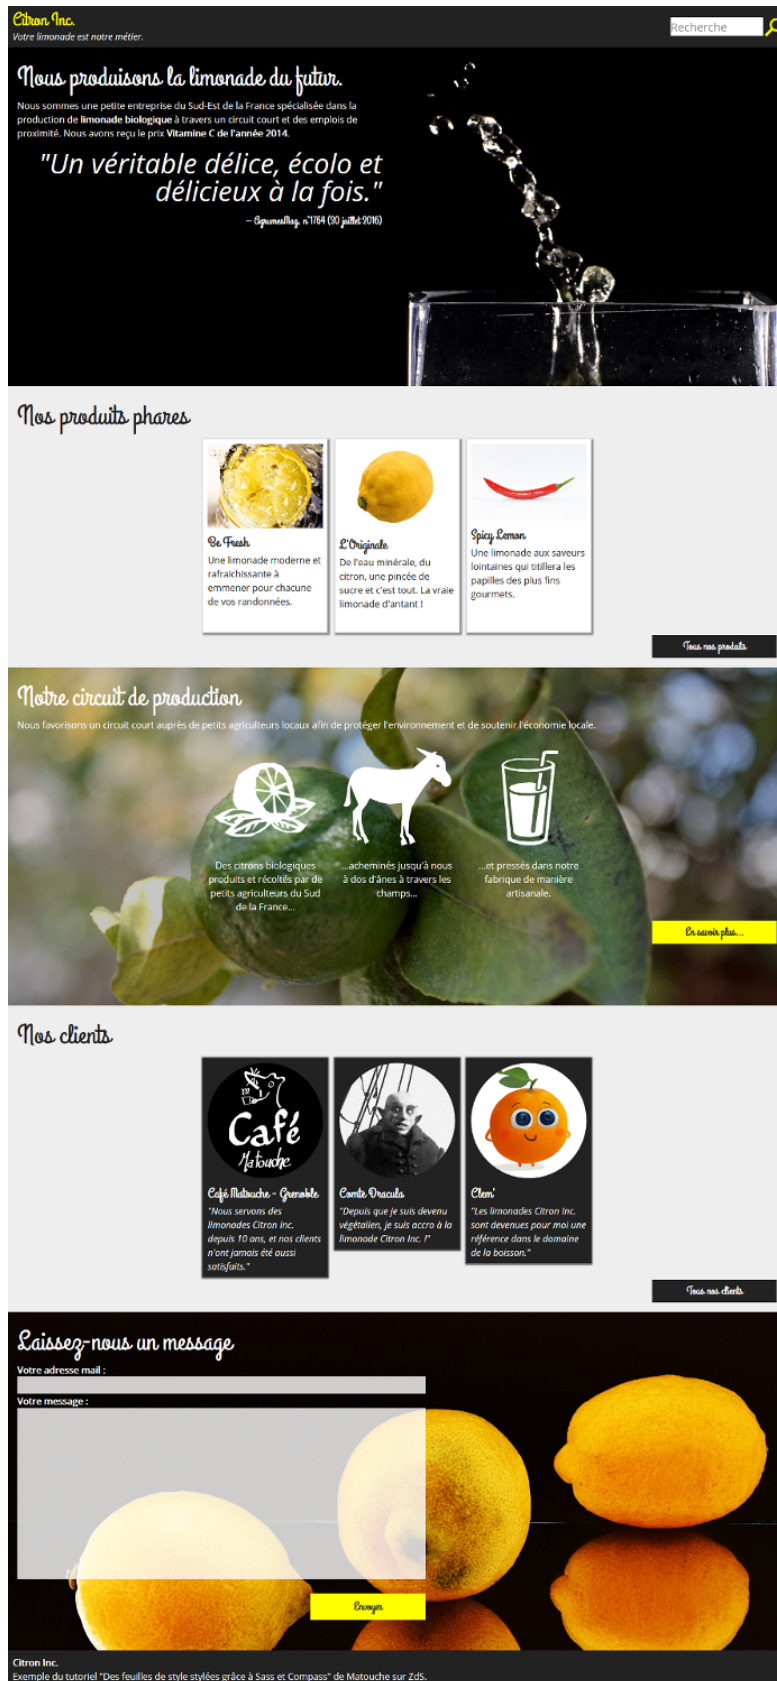 Citron Inc.
Votre limonade est notre métier.
Recherche
Nous produisons la limonade du futur.
Nous sommes une petite entreprise du Sud-Est de la France spécialisée dans la
production de limonade biologique à travers un circuit court et des emplois de
proximité. Nous avons reçu le prix Vitamine C de l'année 2014.
"Un véritable délice, écolo et
délicieux à la fois."
— AgrumesMag, n°1764 (30 juillet 2016)
Nos produits phares
Be Fresh
Une limonade moderne et
rafraichissante à
emmener pour chacune
de vos randonnées.
L'Originale
De l'eau minérale, du
citron, une pincée de
sucre et c'est tout. La vraie
limonade d'antant !
Spicy Lemon
Une limonade aux saveurs
lointaines qui titillera les
papilles des plus fins
gourmets.
Tous nos produits
Notre circuit de production
Nous favorisons un circuit court auprès de petits agriculteurs locaux afin de protéger l'environnement et de soutenir l'économie locale.
Des citrons biologiques
produits et récoltés par de
petits agriculteurs du Sud
de la France...
...acheminés jusqu'à nous
à dos d'ânes à travers les
champs...
...et pressés dans notre
fabrique de manière
artisanale.
En savoir plus...
Nos clients
Café
Matouche
Café Matouche - Grenoble
"Nous servons des
limonades Citron Inc.
depuis 10 ans, et nos clients
n'ont jamais été aussi
satisfaits."
Comte Dracula
"Depuis que je suis devenu
végétalien, je suis accro à la
limonade Citron Inc. !"
Clem'
"Les limonades Citron Inc.
sont devenues pour moi une
référence dans le domaine
de la boisson."
Tous nos clients
Laissez-nous un message
Votre adresse mail :
Votre message :
Envoyer
Citron Inc.
Exemple du tutoriel "Des feuilles de style stylées grâce à Sass et Compass" de Matouche sur ZdS.